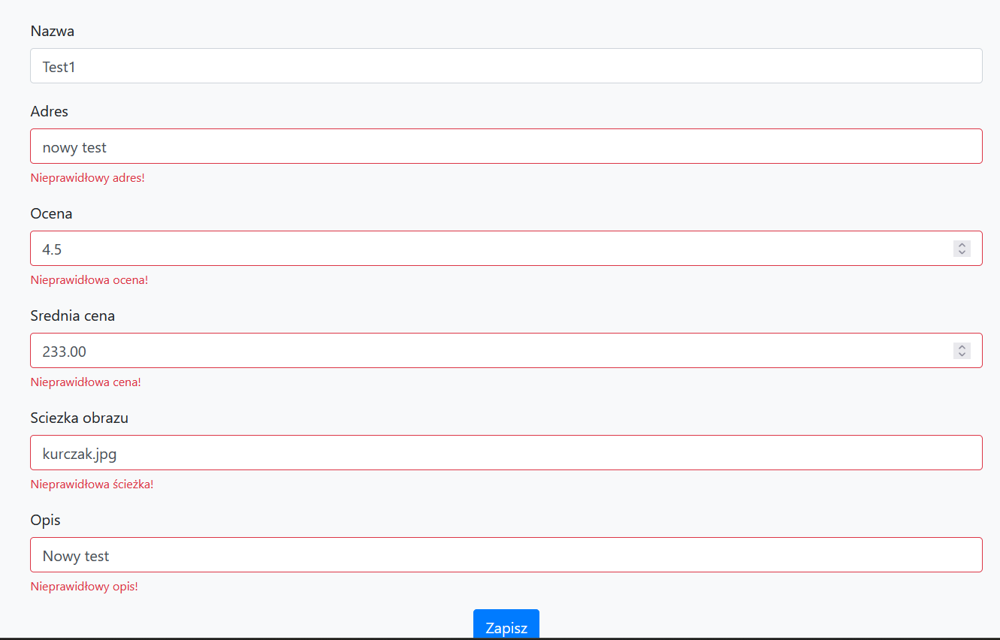 Nazwa
Test1
Adres
nowy test
Nieprawidłowy adres!
Ocena
4.5
Nieprawidłowa ocena!
Srednia cena
233.00
Nieprawidłowa cena!
Sciezka obrazu
kurczak.jpg
Nieprawidłowa ścieżka!
Opis
Nowy test
Nieprawidłowy opis!
Zapisz